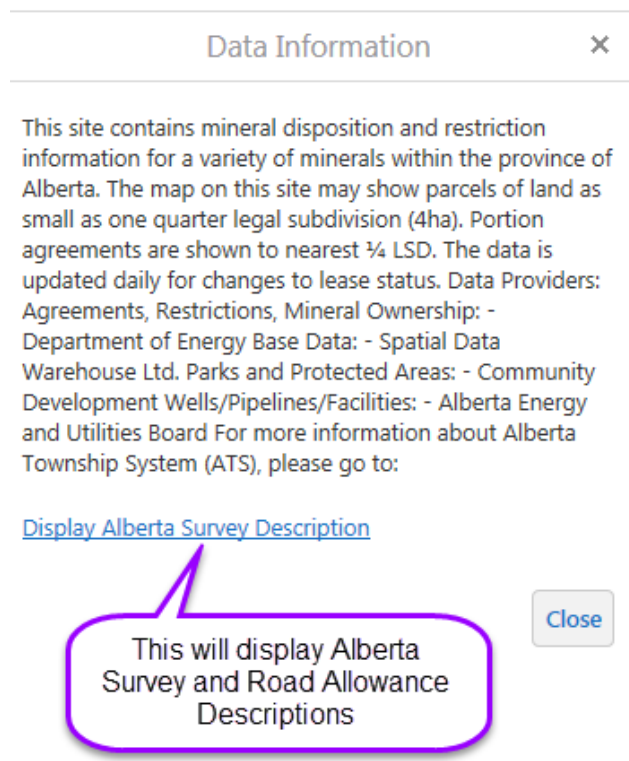 Data Information ×
This site contains mineral disposition and restriction
information for a variety of minerals within the province of
Alberta. The map on this site may show parcels of land as
small as one quarter legal subdivision (4ha). Portion
agreements are shown to nearest ¼ LSD. The data is
updated daily for changes to lease status. Data Providers:
Agreements, Restrictions, Mineral Ownership: -
Department of Energy Base Data: - Spatial Data
Warehouse Ltd. Parks and Protected Areas: - Community
Development Wells/Pipelines/Facilities: - Alberta Energy
and Utilities Board For more information about Alberta
Township System (ATS), please go to:
Display Alberta Survey Description
Close
This will display Alberta
Survey and Road Allowance
Descriptions